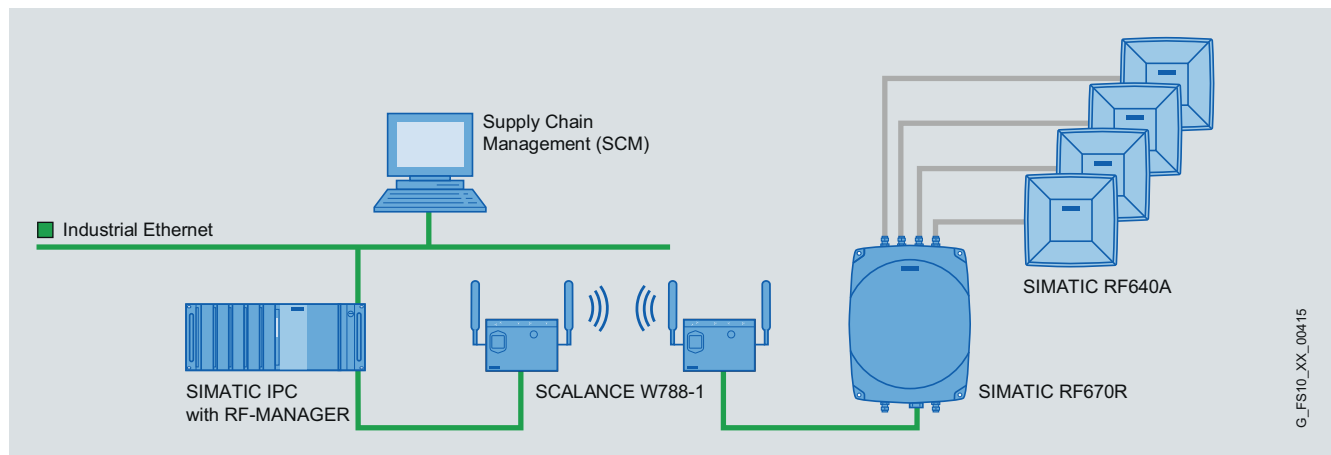 Supply Chain
Management (SCM)
Industrial Ethernet
SIMATIC RF640A
SIMATIC IPC
with RF-MANAGER
SCALANCE W788-1
SIMATIC RF670R
G_FS10_XX_00415